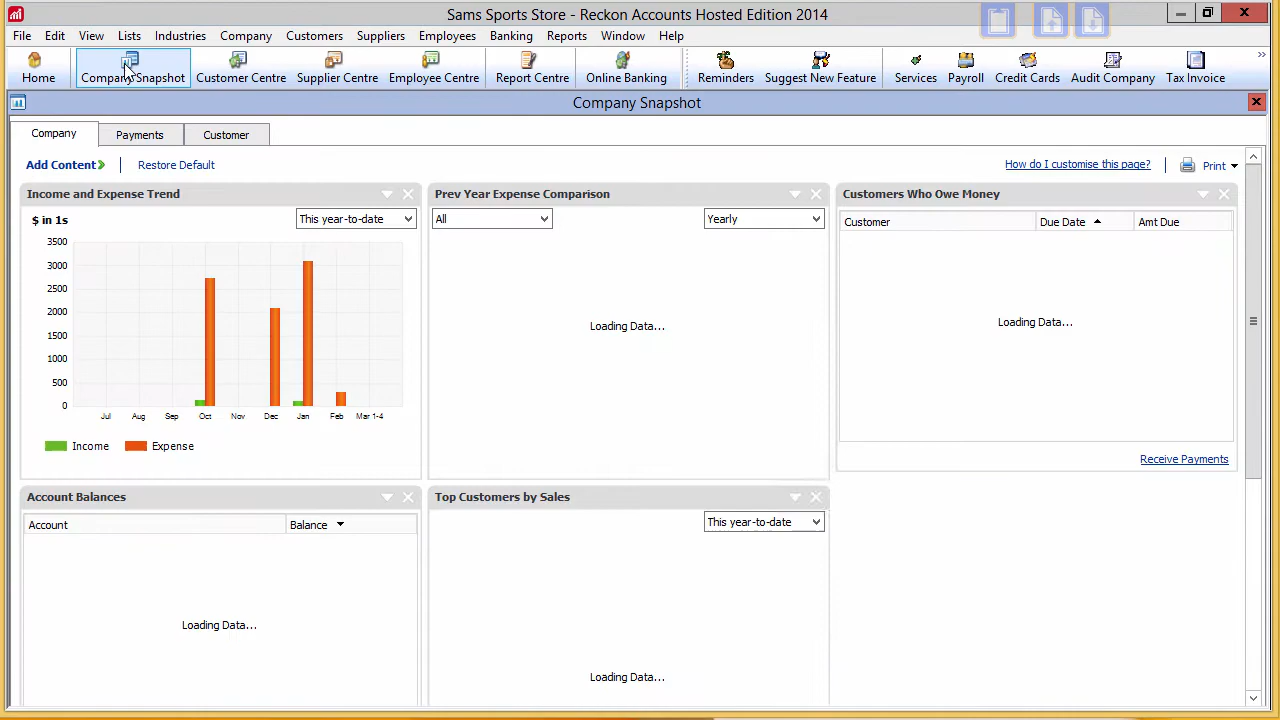 Sams Sports Store - Reckon Accounts Hosted Edition 2014
File Edit View Lists Industries Company Customers Suppliers Employees Banking Reports Window Help
Home Company Snapshot Customer Centre Supplier Centre Employee Centre Report Centre Online Banking Reminders Suggest New Feature Services Payroll Credit Cards Audit Company Tax Invoice
Company Snapshot
Company Payments Customer
Add Content Restore Default How do I customise this page? Print
Income and Expense Trend
$ in 1s This year-to-date
3500
3000
2500
2000
1500
1000
500
0
Jul Aug Sep Oct Nov Dec Jan Feb Mar 1-4
Income Expense
Prev Year Expense Comparison
All Yearly
Loading Data...
Customers Who Owe Money
Customer Due Date Amt Due
Loading Data...
Receive Payments
Account Balances
Account Balance
Loading Data...
Top Customers by Sales
This year-to-date
Loading Data...